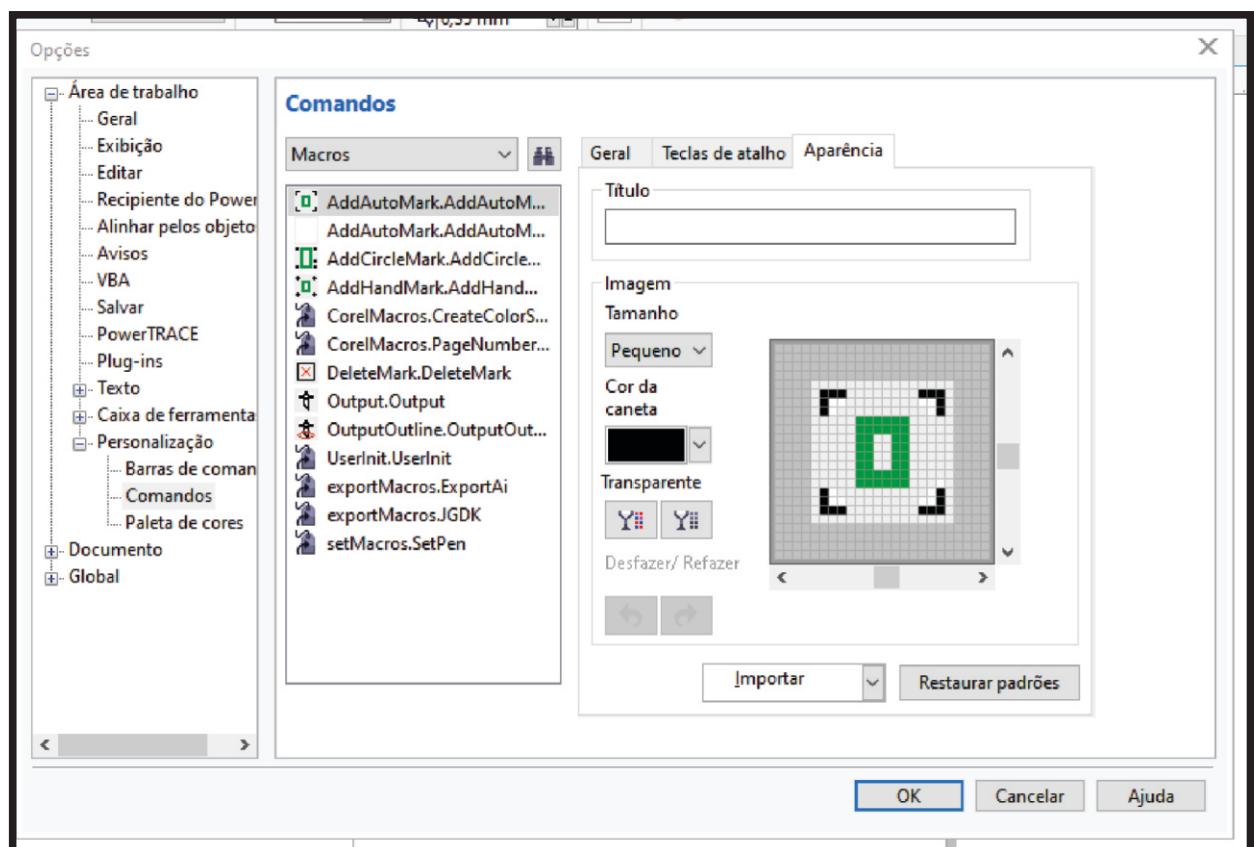 Opções
Área de trabalho
Geral
Exibição
Editar
Recipiente do Power
Alinhar pelos objeto
Avisos
VBA
Salvar
PowerTRACE
Plug-ins
Texto
Caixa de ferramenta
Personalização
Barras de coman
Comandos
Paleta de cores
Documento
Global
Comandos
Macros
AddAutoMark.AddAutoM...
AddAutoMark.AddAutoM...
AddCircleMark.AddCircle...
AddHandMark.AddHand...
CorelMacros.CreateColorS...
CorelMacros.PageNumber...
DeleteMark.DeleteMark
Output.Output
OutputOutline.OutputOut...
UserInit.UserInit
exportMacros.ExportAi
exportMacros.JGDK
setMacros.SetPen
Geral Teclas de atalho Aparência
Título
Imagem
Tamanho
Pequeno
Cor da
caneta
Transparente
Desfazer/ Refazer
Importar Restaurar padrões
OK Cancelar Ajuda